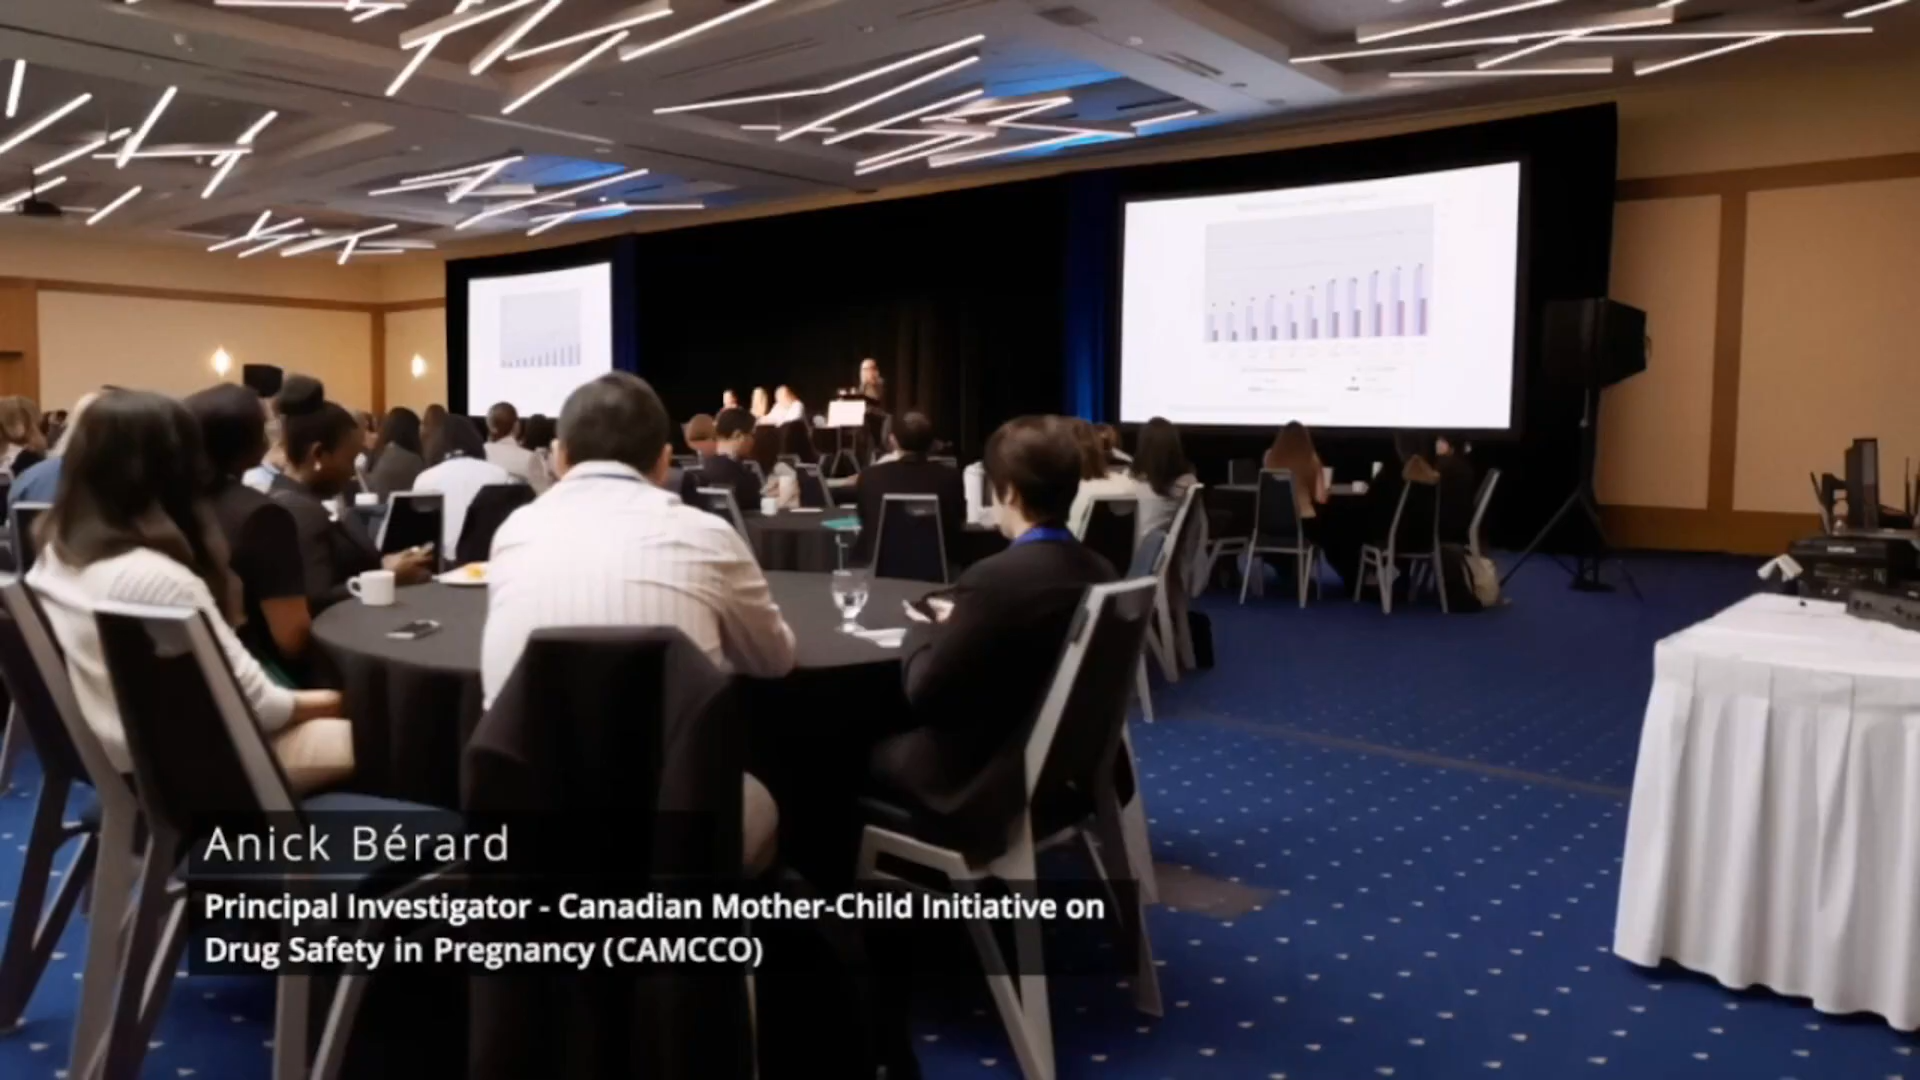 Anick Bérard
Principal Investigator - Canadian Mother-Child Initiative on
Drug Safety in Pregnancy (CAMCCO)